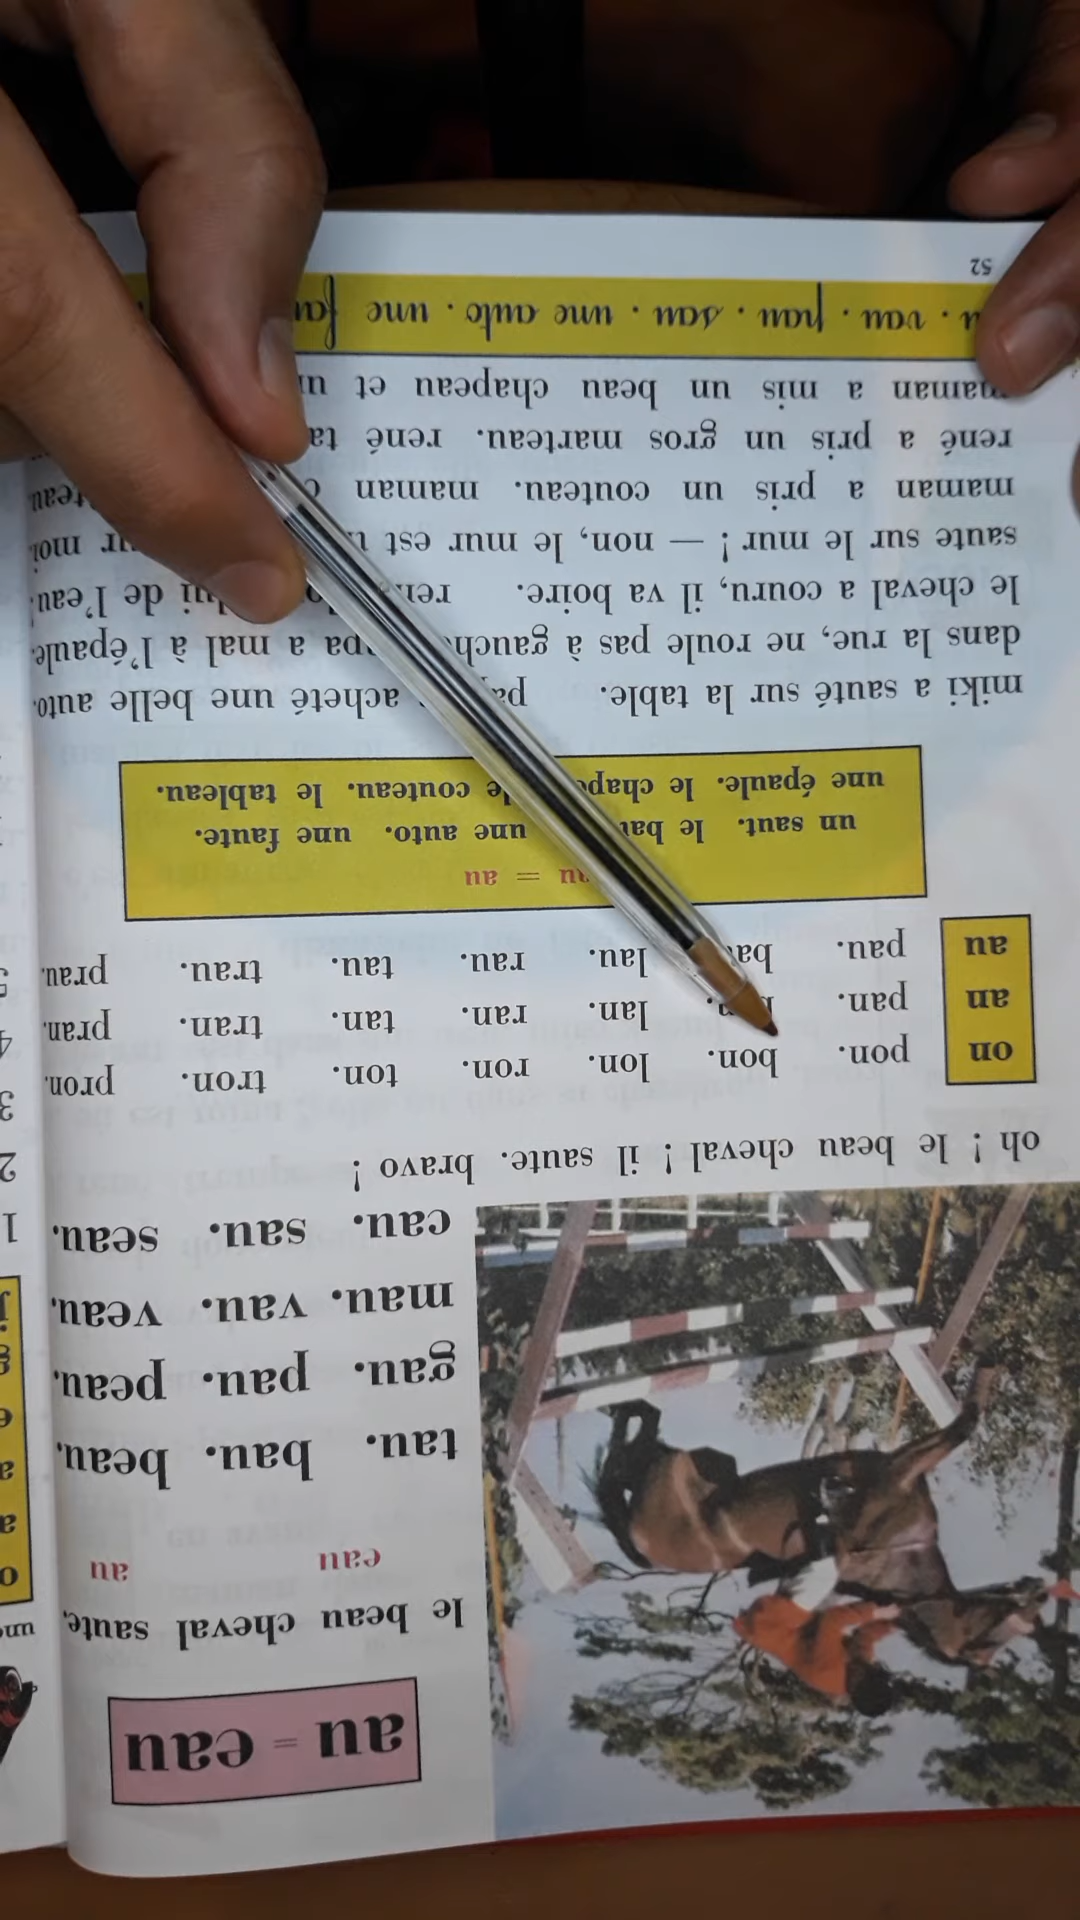 au = eau
le beau cheval saute.
eau au
tau. bau. beau.
gau. pau. peau.
mau. vau. veau.
cau. sau. seau.
oh ! le beau cheval ! il saute. bravo !
on pon. bon. lon. ron. ton. tron. pron.
an pan. lan. ran. tan. tran. pran.
au pau. lau. rau. tau. trau. prau.
= au
un saut. le une auto. une faute.
une épaule. le couteau. le tableau.
miki a sauté sur la table. acheté une belle auto.
dans la rue, ne roule pas à a mal à l'épaule.
le cheval a couru, il va boire. de l'eau.
saute sur le mur ! — non, le mur est
maman a pris un couteau. maman
rené a pris un gros marteau. rené
maman a mis un beau chapeau et
vau . pau . sau . une auto . une
52
1
2
3
4